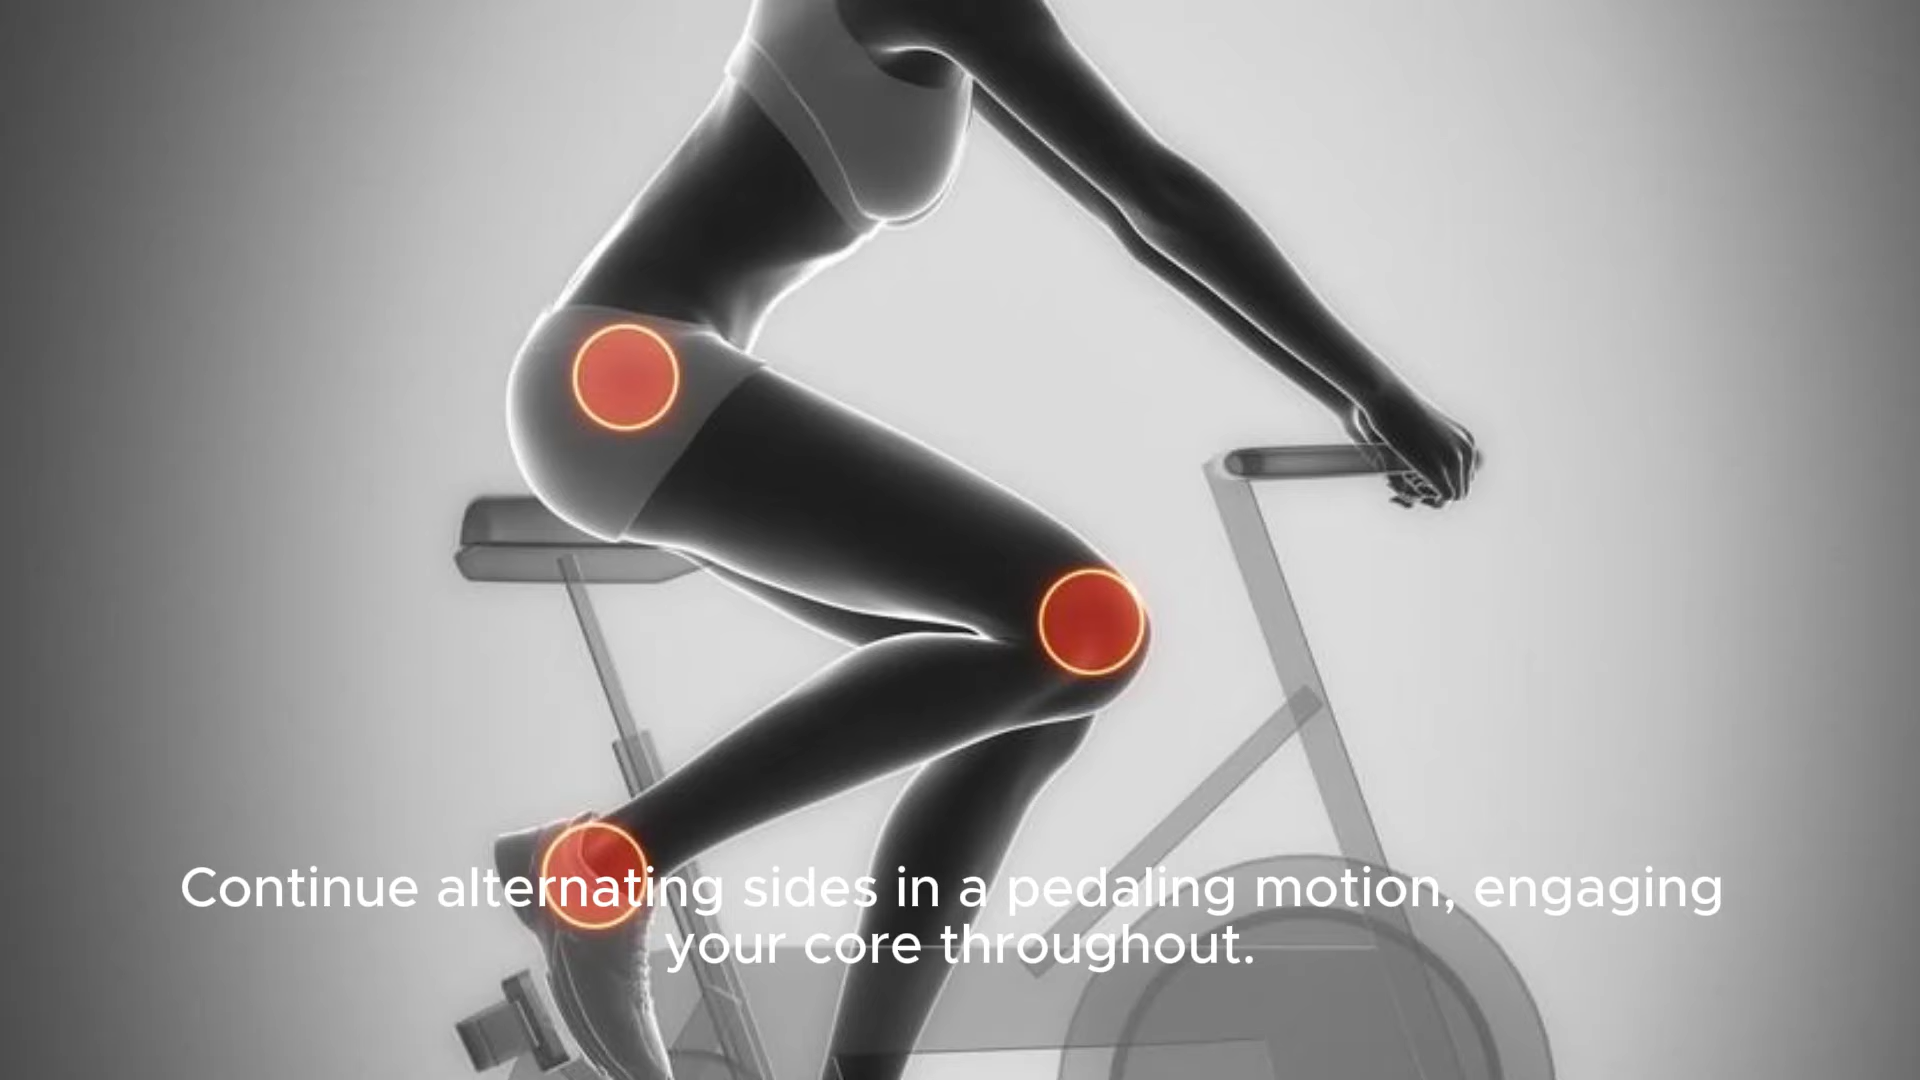 Continue alternating sides in a pedaling motion, engaging
your core throughout.